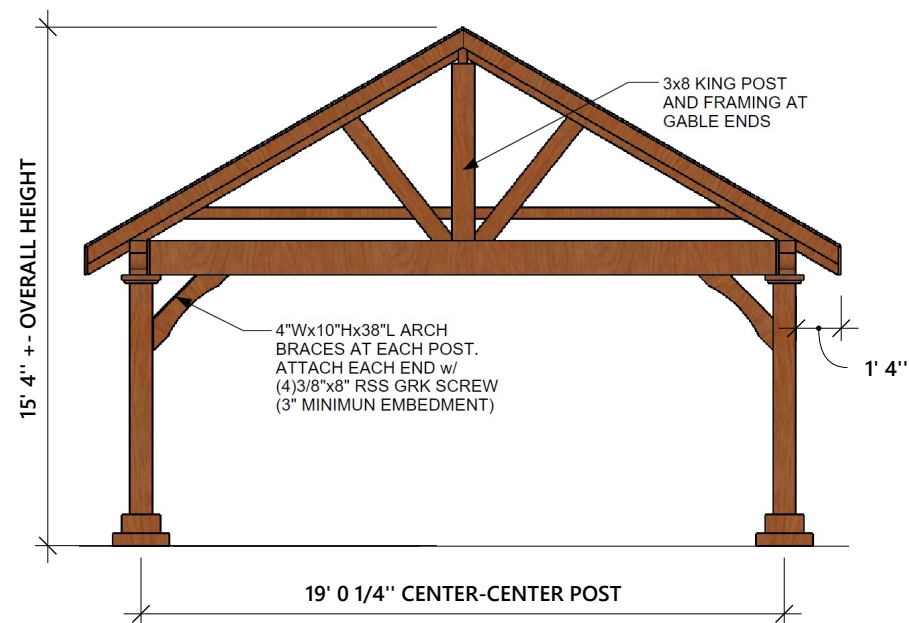 3x8 KING POST
AND FRAMING AT
GABLE ENDS
15' 4'' +- OVERALL HEIGHT
4"Wx10"Hx38"L ARCH
BRACES AT EACH POST.
ATTACH EACH END w/
(4)3/8"x8" RSS GRK SCREW
(3" MINIMUN EMBEDMENT)
1' 4''
19' 0 1/4'' CENTER-CENTER POST